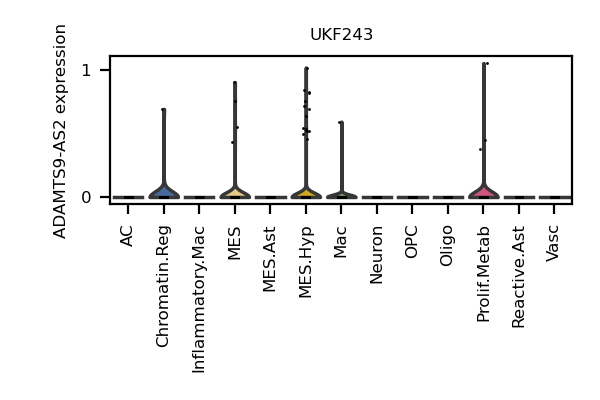 UKF243
ADAMTS9-AS2 expression
1
0
AC
Chromatin.Reg
Inflammatory.Mac
MES
MES.Ast
MES.Hyp
Mac
Neuron
OPC
Oligo
Prolif.Metab
Reactive.Ast
Vasc